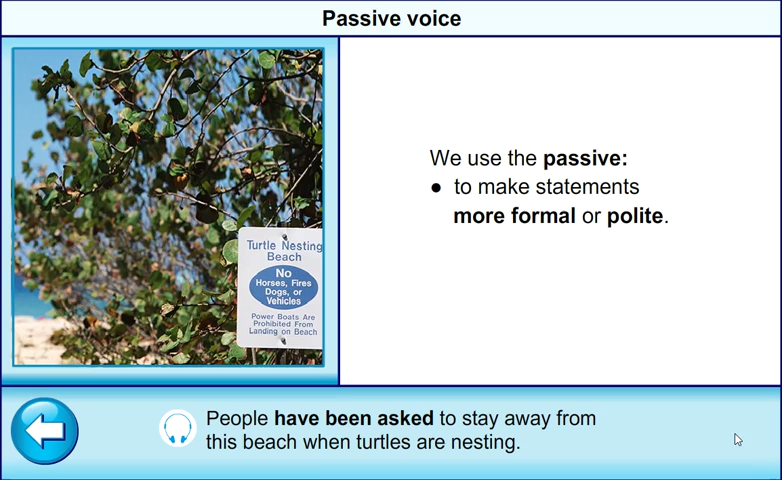 Passive voice
Turtle Nesting
Beach
No
Horses, Fires
Dogs, or
Vehicles
Power Boats Are
Prohibited From
Landing on Beach
We use the passive:
● to make statements
more formal or polite.
People have been asked to stay away from
this beach when turtles are nesting.